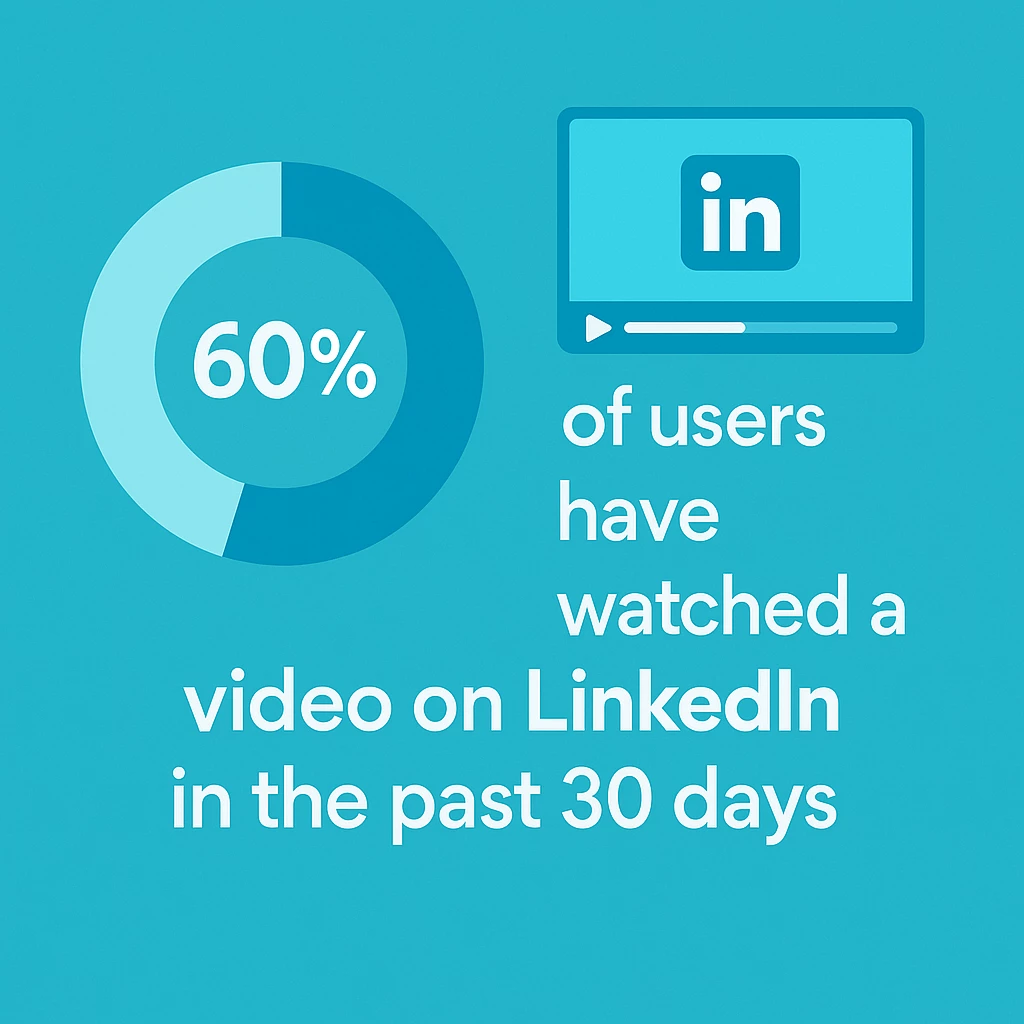 60%
in
of users
have
watched a
video on LinkedIn
in the past 30 days